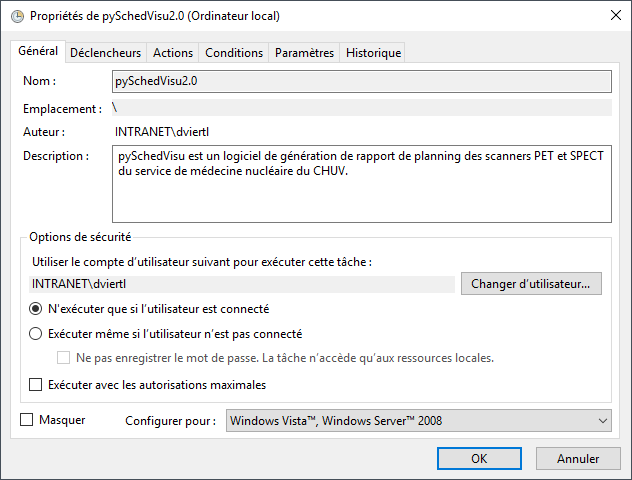 Propriétés de pySchedVisu2.0 (Ordinateur local)
Général Déclencheurs Actions Conditions Paramètres Historique
Nom : pySchedVisu2.0
Emplacement : \
Auteur : INTRANET\dviertl
Description : pySchedVisu est un logiciel de génération de rapport de planning des scanners PET et SPECT
du service de médecine nucléaire du CHUV.
Options de sécurité
Utiliser le compte d'utilisateur suivant pour exécuter cette tâche :
INTRANET\dviertl Changer d'utilisateur...
N'exécuter que si l'utilisateur est connecté
Exécuter même si l'utilisateur n'est pas connecté
Ne pas enregistrer le mot de passe. La tâche n'accède qu'aux ressources locales.
Exécuter avec les autorisations maximales
Masquer Configurer pour : Windows Vista™, Windows Server™ 2008
OK Annuler